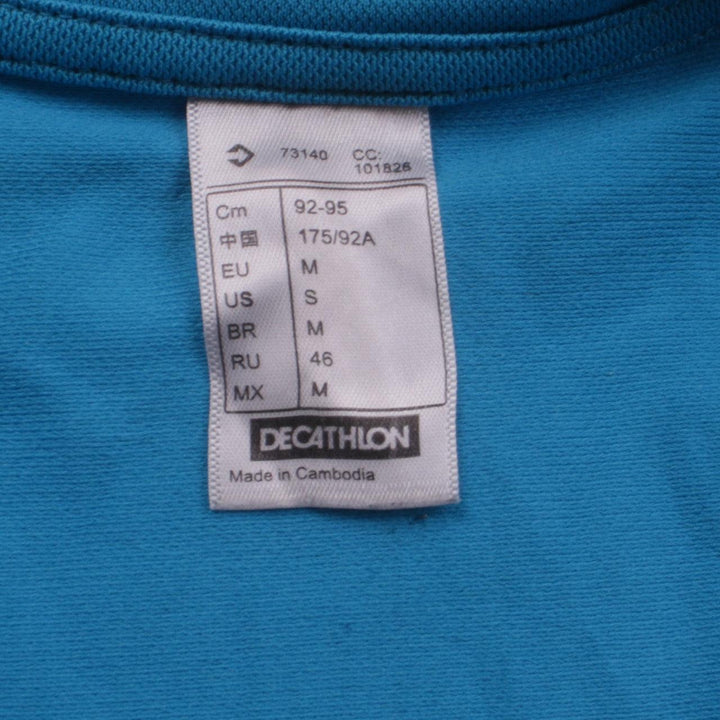 73140 CC:
101826
Cm 92-95
中国 175/92A
EU M
US S
BR M
RU 46
MX M
DECATHLON
Made in Cambodia